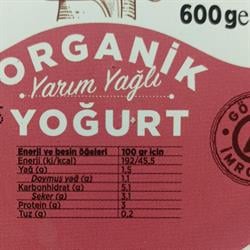 600g e
ORGANİK
Yarım Yağlı
YOĞURT
Enerji ve besin öğeleri 100 gr için
Enerji (kj/kcal) 192/45,5
Yağ (g) 1,5
Doymuş yağ (g) 1,1
Karbonhidrat (g) 5,1
Şeker (g) 3,1
Protein (g) 3
Tuz (g) 0,2